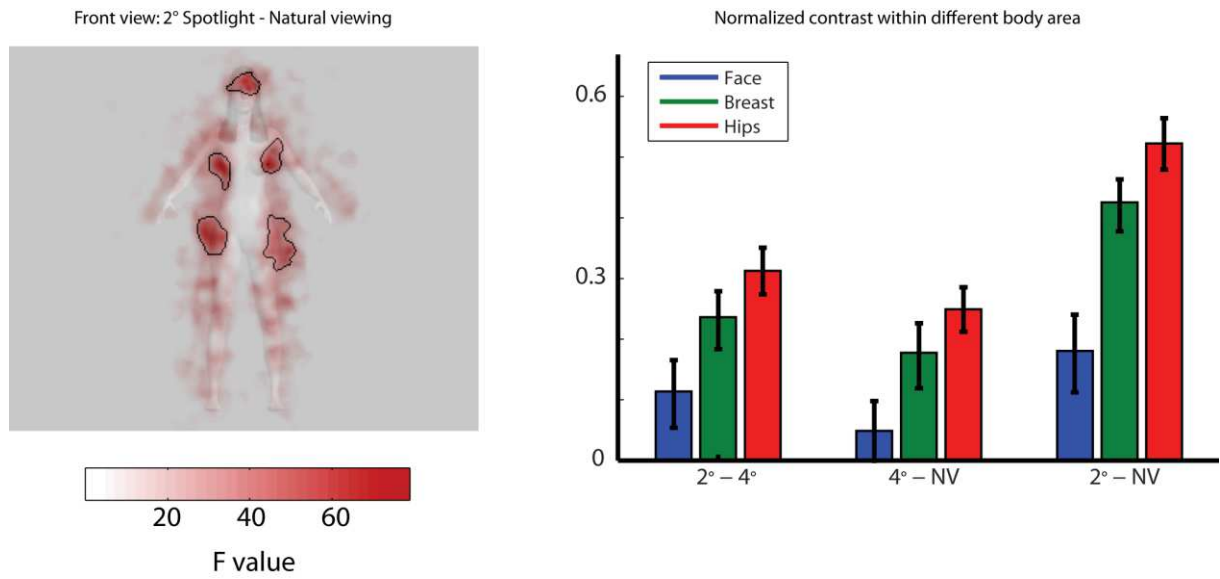 Front view: 2° Spotlight - Natural viewing
20 40 60
F value
Normalized contrast within different body area
Face
Breast
Hips
0.6
0.3
0
2° – 4° 4° – NV 2° – NV